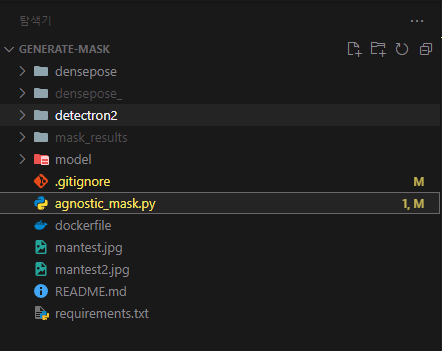 탐색기
GENERATE-MASK
densepose
densepose_
detectron2
mask_results
model
.gitignore M
agnostic_mask.py 1, M
dockerfile
mantest.jpg
mantest2.jpg
README.md
requirements.txt